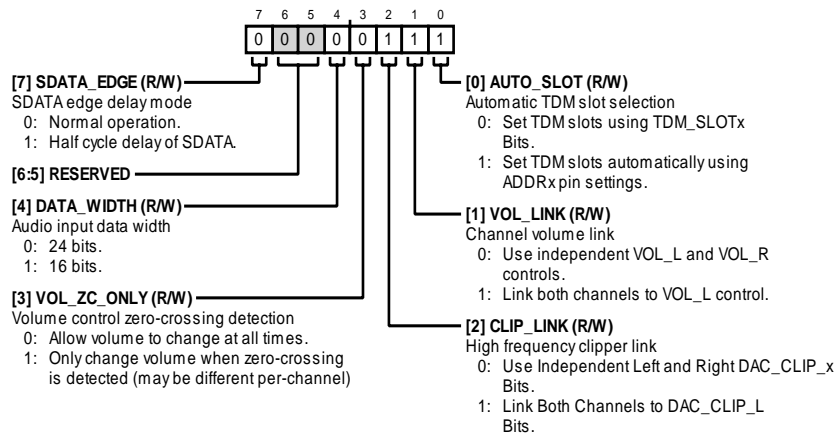 7 6 5 4 3 2 1 0
0 0 0 0 0 1 1 1
[7] SDATA_EDGE (R/W)
SDATA edge delay mode
0: Normal operation.
1: Half cycle delay of SDATA.
[6:5] RESERVED
[4] DATA_WIDTH (R/W)
Audio input data width
0: 24 bits.
1: 16 bits.
[3] VOL_ZC_ONLY (R/W)
Volume control zero-crossing detection
0: Allow volume to change at all times.
1: Only change volume when zero-crossing
is detected (may be different per-channel)
[0] AUTO_SLOT (R/W)
Automatic TDM slot selection
0: Set TDM slots using TDM_SLOTx
Bits.
1: Set TDM slots automatically using
ADDRx pin settings.
[1] VOL_LINK (R/W)
Channel volume link
0: Use independent VOL_L and VOL_R
controls.
1: Link both channels to VOL_L control.
[2] CLIP_LINK (R/W)
High frequency clipper link
0: Use Independent Left and Right DAC_CLIP_x
Bits.
1: Link Both Channels to DAC_CLIP_L
Bits.